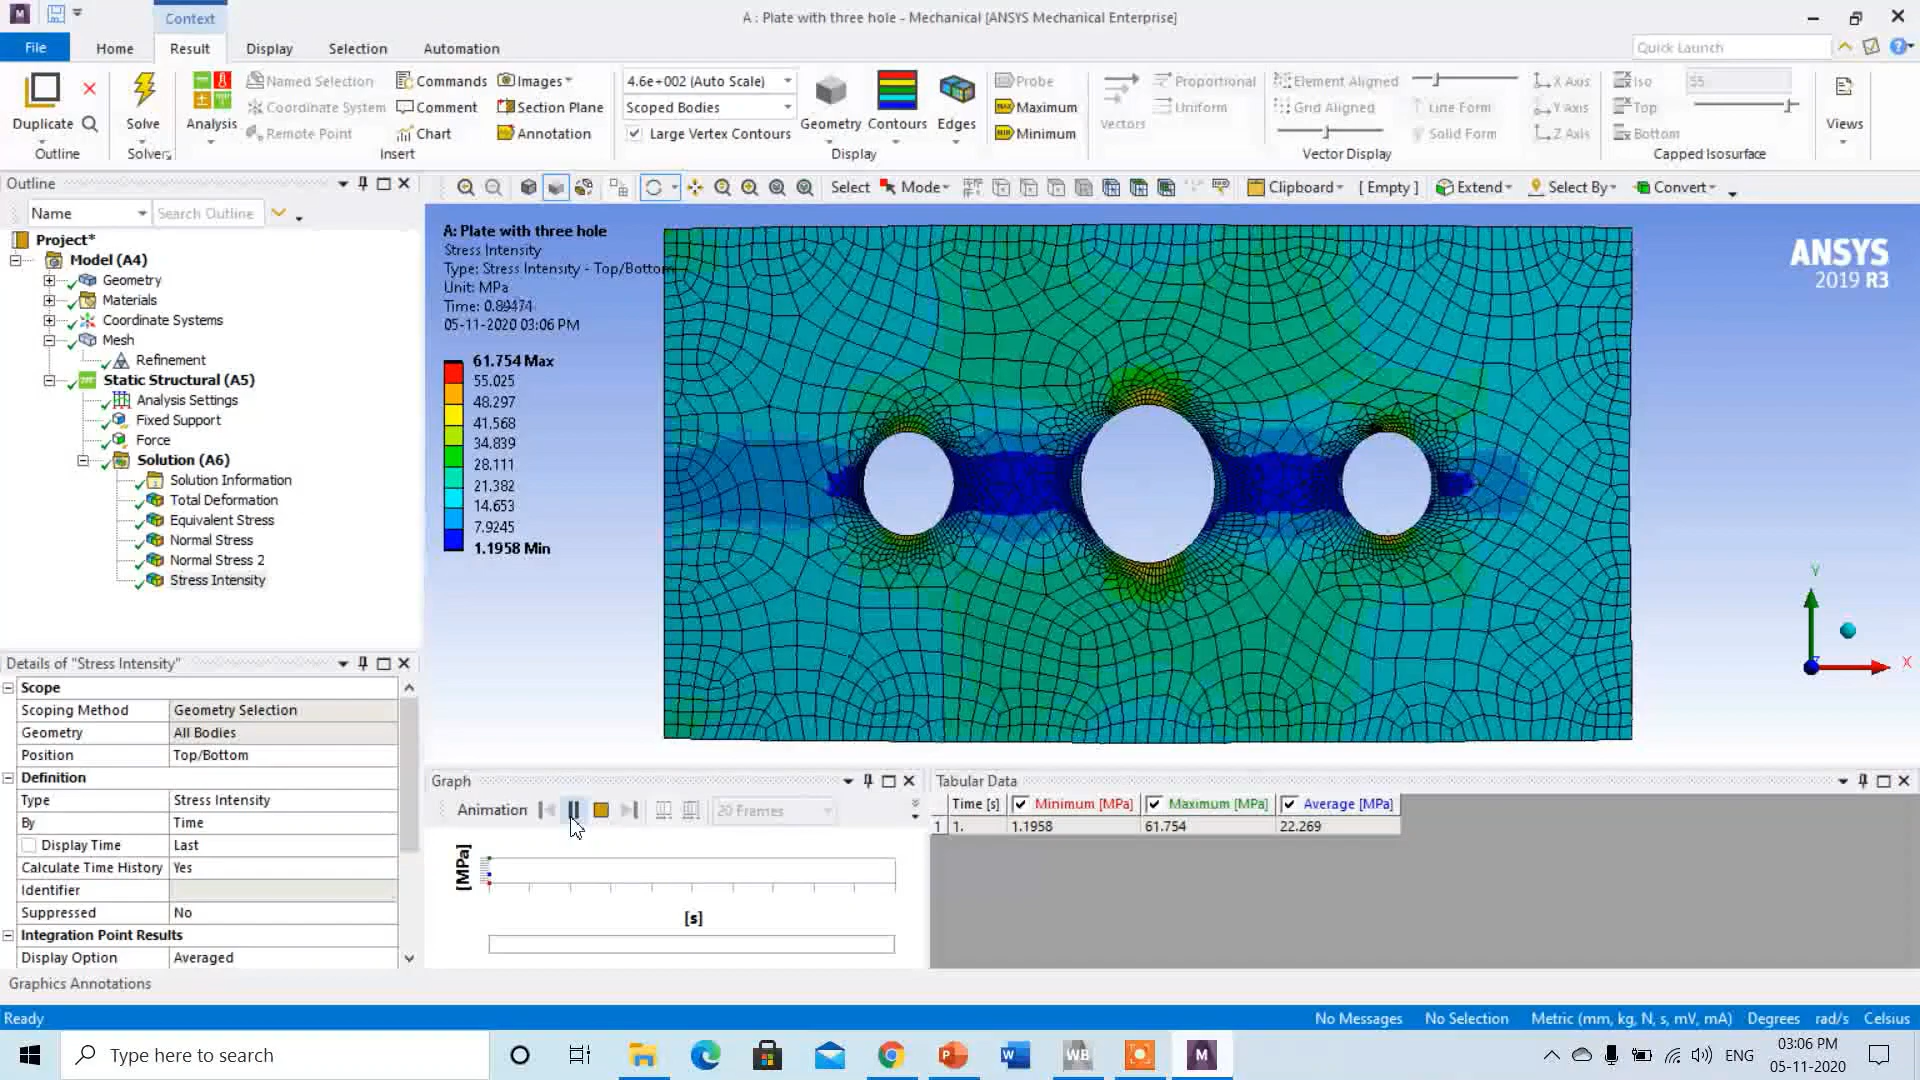 Context
A : Plate with three hole - Mechanical [ANSYS Mechanical Enterprise]
File Home Result Display Selection Automation
Quick Launch
Duplicate
Outline
Solve
Solver
Analysis
Named Selection
Coordinate System
Remote Point
Commands
Comment
Chart
Images
Section Plane
Annotation
Insert
4.6e+002 (Auto Scale)
Scoped Bodies
Large Vertex Contours
Geometry
Contours
Edges
Display
Probe
Maximum
Minimum
Vectors
Proportional
Uniform
Element Aligned
Grid Aligned
Line Form
Solid Form
X Axis
Y Axis
Z Axis
Vector Display
Iso
Top
Bottom
55
Capped Isosurface
Views
Outline
Name
Search Outline
Select Mode Clipboard [ Empty ] Extend Select By Convert
Project*
Model (A4)
Geometry
Materials
Coordinate Systems
Mesh
Refinement
Static Structural (A5)
Analysis Settings
Fixed Support
Force
Solution (A6)
Solution Information
Total Deformation
Equivalent Stress
Normal Stress
Normal Stress 2
Stress Intensity
A: Plate with three hole
Stress Intensity
Type: Stress Intensity - Top/Bottom
Unit: MPa
Time: 0.89474
05-11-2020 03:06 PM
61.754 Max
55.025
48.297
41.568
34.839
28.111
21.382
14.653
7.9245
1.1958 Min
ANSYS
2019 R3
Y
X
Details of "Stress Intensity"
Scope
Scoping Method Geometry Selection
Geometry All Bodies
Position Top/Bottom
Definition
Type Stress Intensity
By Time
Display Time Last
Calculate Time History Yes
Identifier
Suppressed No
Integration Point Results
Display Option Averaged
Graph
Animation
20 Frames
[MPa]
[s]
Tabular Data
Time [s] Minimum [MPa] Maximum [MPa] Average [MPa]
1 1. 1.1958 61.754 22.269
Graphics Annotations
Ready
No Messages No Selection Metric (mm, kg, N, s, mV, mA) Degrees rad/s Celsius
Type here to search
WB
M
ENG
03:06 PM
05-11-2020